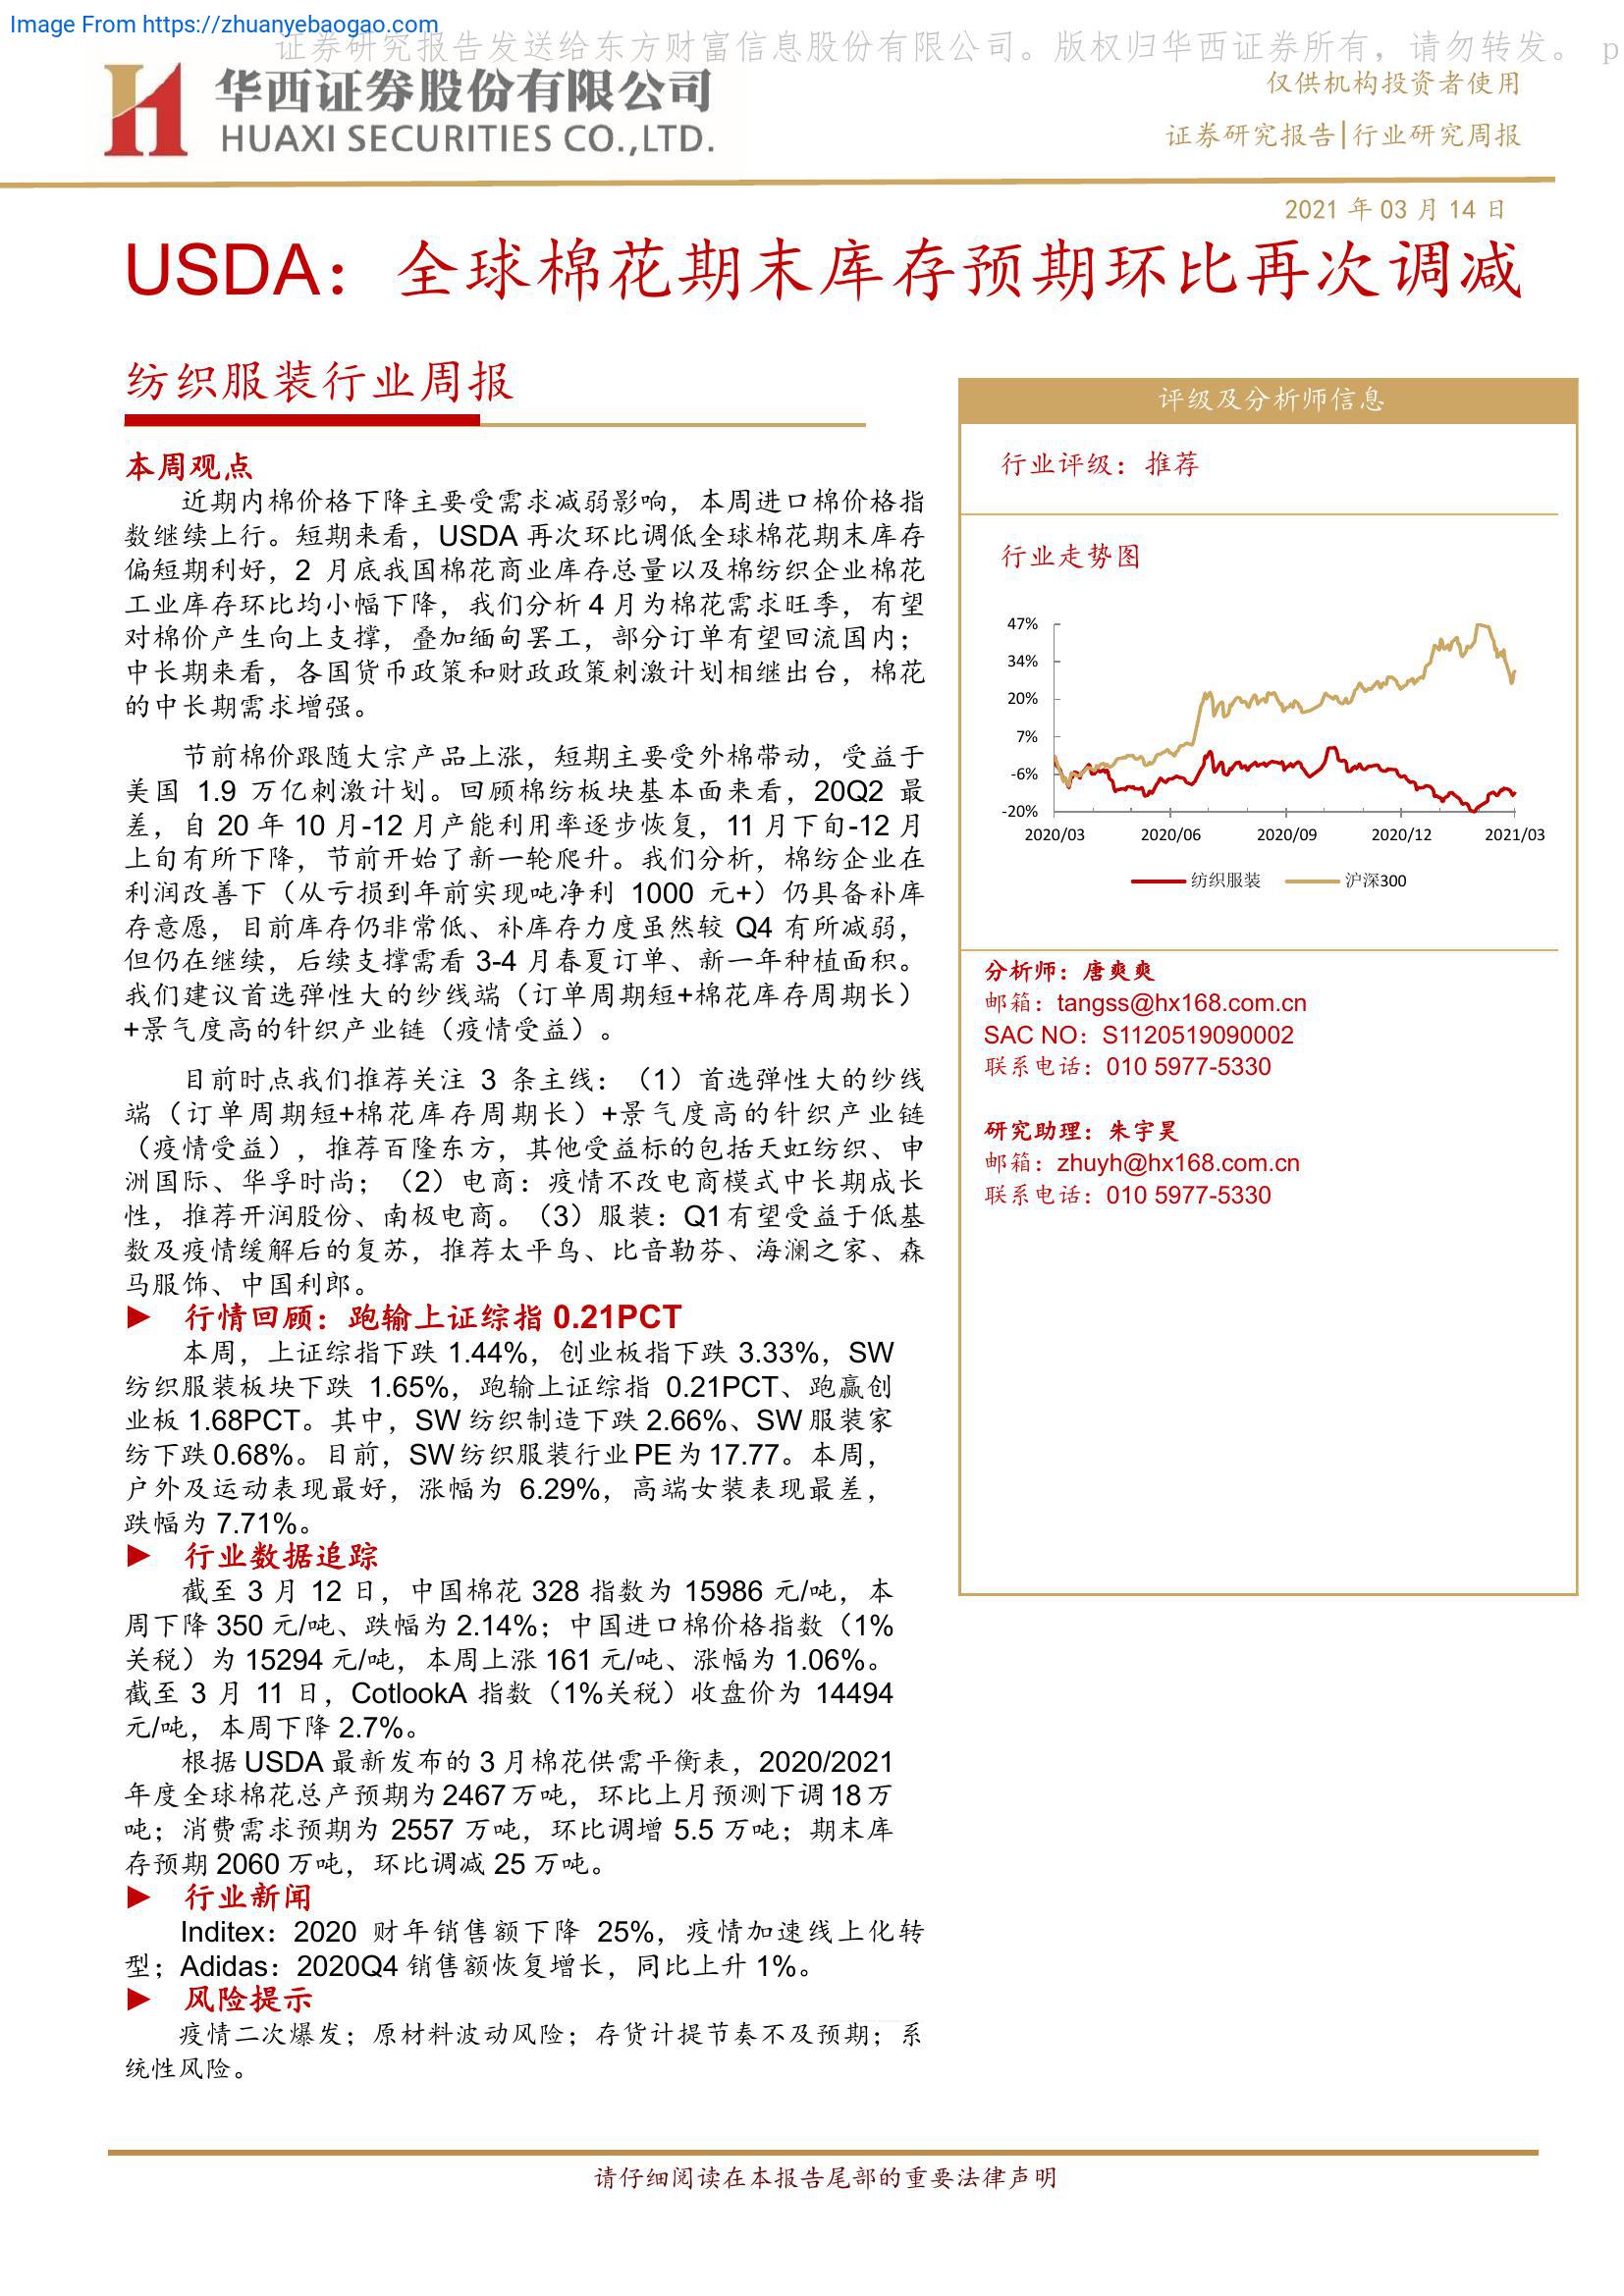 Image From https://zhuanyebaogao.com
证券研究报告发送给东方财富信息股份有限公司。版权归华西证券所有，请勿转发。 p
华西证券股份有限公司
HUAXI SECURITIES CO.,LTD.
仅供机构投资者使用
证券研究报告|行业研究周报
2021 年 03 月 14 日
USDA：全球棉花期末库存预期环比再次调减
纺织服装行业周报
本周观点
近期内棉价格下降主要受需求减弱影响，本周进口棉价格指
数继续上行。短期来看，USDA 再次环比调低全球棉花期末库存
偏短期利好，2 月底我国棉花商业库存总量以及棉纺织企业棉花
工业库存环比均小幅下降，我们分析 4 月为棉花需求旺季，有望
对棉价产生向上支撑，叠加缅甸罢工，部分订单有望回流国内；
中长期来看，各国货币政策和财政政策刺激计划相继出台，棉花
的中长期需求增强。
节前棉价跟随大宗产品上涨，短期主要受外棉带动，受益于
美国 1.9 万亿刺激计划。回顾棉纺板块基本面来看，20Q2 最
差，自 20 年 10 月-12 月产能利用率逐步恢复，11 月下旬-12 月
上旬有所下降，节前开始了新一轮爬升。我们分析，棉纺企业在
利润改善下（从亏损到年前实现吨净利 1000 元+）仍具备补库
存意愿，目前库存仍非常低、补库存力度虽然较 Q4 有所减弱，
但仍在继续，后续支撑需看 3-4 月春夏订单、新一年种植面积。
我们建议首选弹性大的纱线端（订单周期短+棉花库存周期长）
+景气度高的针织产业链（疫情受益）。
目前时点我们推荐关注 3 条主线：（1）首选弹性大的纱线
端（订单周期短+棉花库存周期长）+景气度高的针织产业链
（疫情受益），推荐百隆东方，其他受益标的包括天虹纺织、申
洲国际、华孚时尚；（2）电商：疫情不改电商模式中长期成长
性，推荐开润股份、南极电商。（3）服装：Q1 有望受益于低基
数及疫情缓解后的复苏，推荐太平鸟、比音勒芬、海澜之家、森
马服饰、中国利郎。
► 行情回顾：跑输上证综指 0.21PCT
本周，上证综指下跌 1.44%，创业板指下跌 3.33%，SW
纺织服装板块下跌 1.65%，跑输上证综指 0.21PCT、跑赢创
业板 1.68PCT。其中，SW 纺织制造下跌 2.66%、SW 服装家
纺下跌 0.68%。目前，SW 纺织服装行业 PE 为 17.77。本周，
户外及运动表现最好，涨幅为 6.29%，高端女装表现最差，
跌幅为 7.71%。
► 行业数据追踪
截至 3 月 12 日，中国棉花 328 指数为 15986 元/吨，本
周下降 350 元/吨、跌幅为 2.14%；中国进口棉价格指数（1%
关税）为 15294 元/吨，本周上涨 161 元/吨、涨幅为 1.06%。
截至 3 月 11 日，CotlookA 指数（1%关税）收盘价为 14494
元/吨，本周下降 2.7%。
根据 USDA 最新发布的 3 月棉花供需平衡表，2020/2021
年度全球棉花总产预期为 2467 万吨，环比上月预测下调 18 万
吨；消费需求预期为 2557 万吨，环比调增 5.5 万吨；期末库
存预期 2060 万吨，环比调减 25 万吨。
► 行业新闻
Inditex：2020 财年销售额下降 25%，疫情加速线上化转
型；Adidas：2020Q4 销售额恢复增长，同比上升 1%。
► 风险提示
疫情二次爆发；原材料波动风险；存货计提节奏不及预期；系
统性风险。
评级及分析师信息
行业评级：推荐
行业走势图
47%
34%
20%
7%
-6%
-20%
2020/03 2020/06 2020/09 2020/12 2021/03
纺织服装 沪深300
分析师：唐爽爽
邮箱：tangss@hx168.com.cn
SAC NO：S1120519090002
联系电话：010 5977-5330
研究助理：朱宇昊
邮箱：zhuyh@hx168.com.cn
联系电话：010 5977-5330
请仔细阅读在本报告尾部的重要法律声明